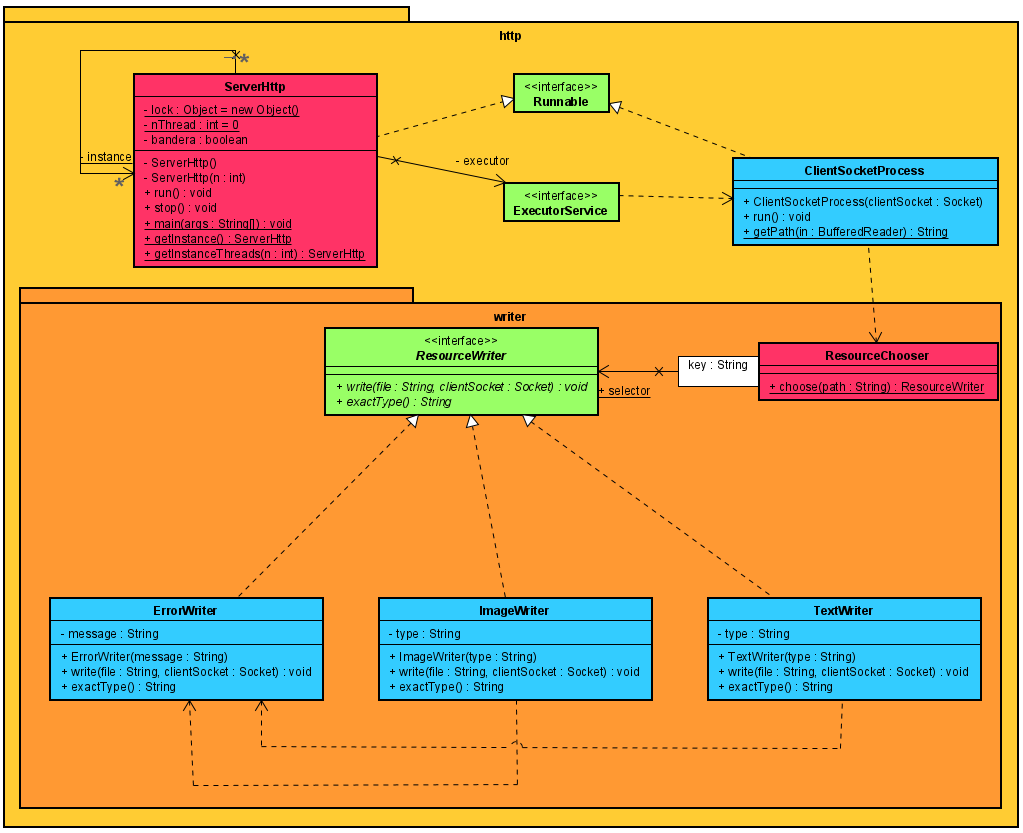 http
*
ServerHttp
- lock : Object = new Object()
- nThread : int = 0
- bandera : boolean
- ServerHttp()
- ServerHttp(n : int)
+ run() : void
+ stop() : void
+ main(args : String[]) : void
+ getInstance() : ServerHttp
+ getInstanceThreads(n : int) : ServerHttp
- instance
*
<<interface>>
Runnable
- executor
<<interface>>
ExecutorService
ClientSocketProcess
+ ClientSocketProcess(clientSocket : Socket)
+ run() : void
+ getPath(in : BufferedReader) : String
writer
<<interface>>
ResourceWriter
+ write(file : String, clientSocket : Socket) : void
+ exactType() : String
+ selector
key : String
ResourceChooser
+ choose(path : String) : ResourceWriter
ErrorWriter
- message : String
+ ErrorWriter(message : String)
+ write(file : String, clientSocket : Socket) : void
+ exactType() : String
ImageWriter
- type : String
+ ImageWriter(type : String)
+ write(file : String, clientSocket : Socket) : void
+ exactType() : String
TextWriter
- type : String
+ TextWriter(type : String)
+ write(file : String, clientSocket : Socket) : void
+ exactType() : String